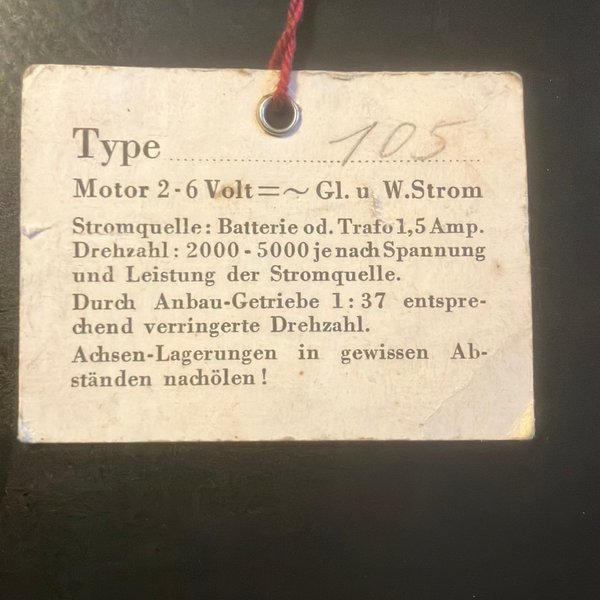 Type 105
Motor 2-6 Volt = ~ Gl. u. W.Strom
Stromquelle: Batterie od. Trafo 1,5 Amp.
Drehzahl: 2000 - 5000 je nach Spannung
und Leistung der Stromquelle.
Durch Anbau-Getriebe 1:37 entspre-
chend verringerte Drehzahl.
Achsen-Lagerungen in gewissen Ab-
ständen nachölen!